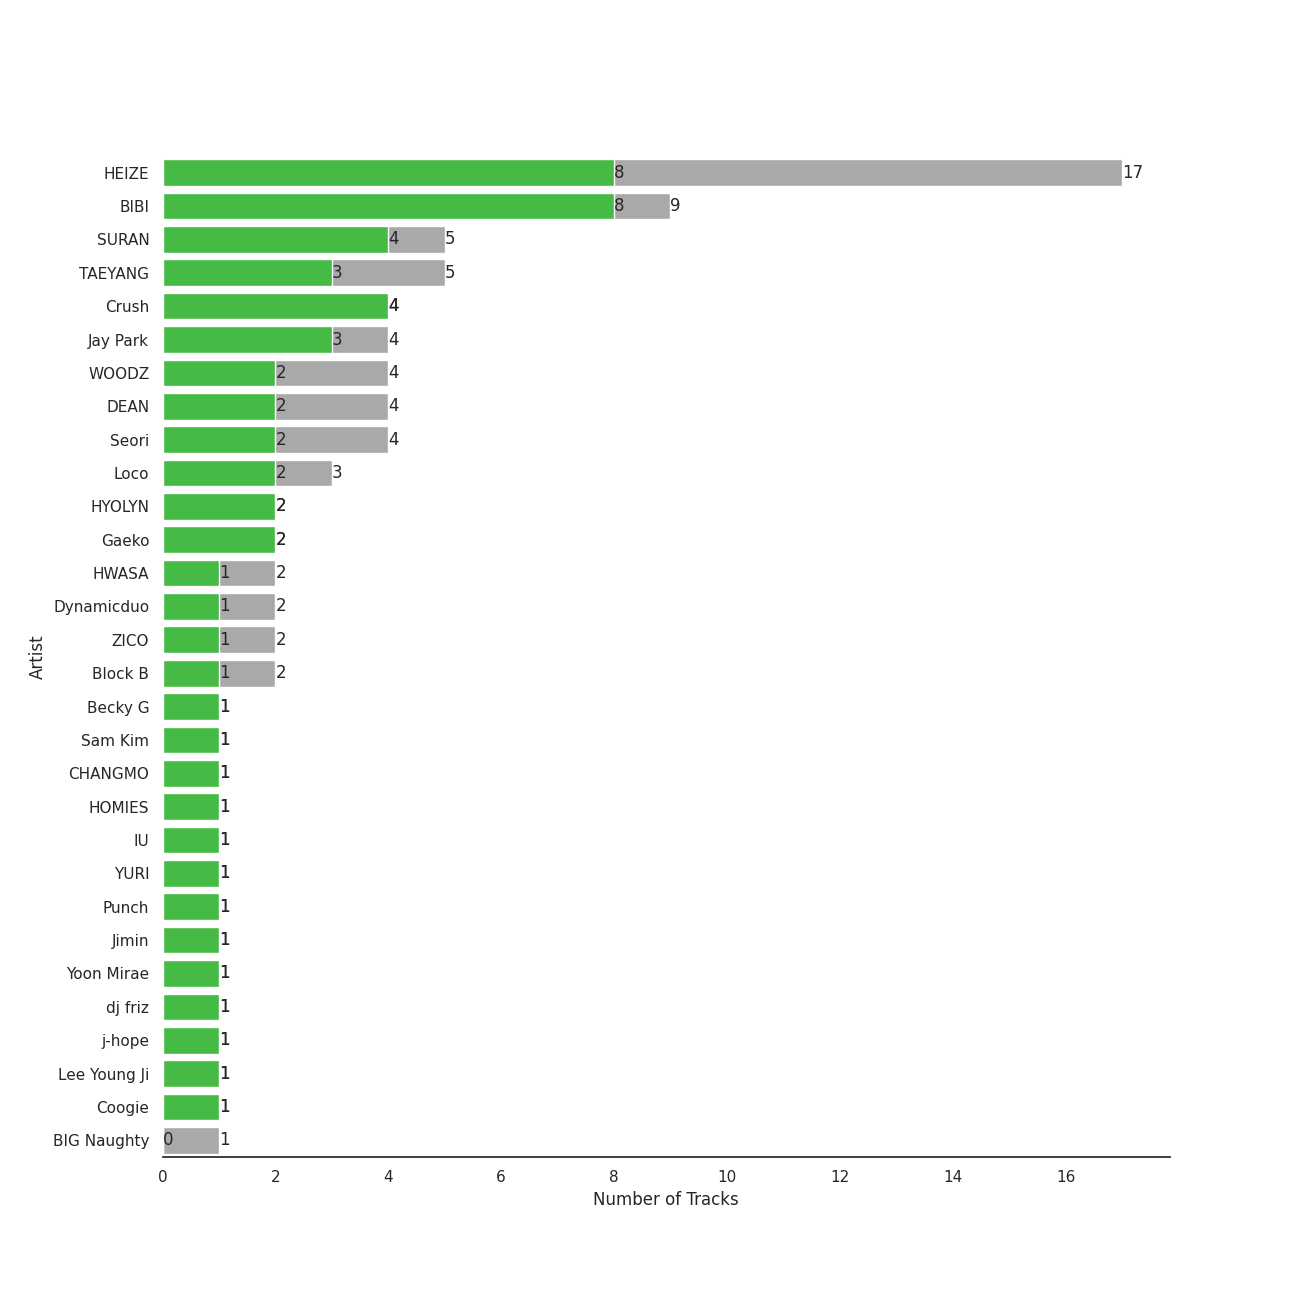 HEIZE 8 17
BIBI 8 9
SURAN 4 5
TAEYANG 3 5
Crush 4
Jay Park 3 4
WOODZ 2 4
DEAN 2 4
Seori 2 4
Loco 2 3
HYOLYN 2
Gaeko 2
HWASA 1 2
Dynamicduo 1 2
ZICO 1 2
Block B 1 2
Becky G 1
Sam Kim 1
CHANGMO 1
HOMIES 1
IU 1
YURI 1
Punch 1
Jimin 1
Yoon Mirae 1
dj friz 1
j-hope 1
Lee Young Ji 1
Coogie 1
BIG Naughty 0 1
0 2 4 6 8 10 12 14 16
Number of Tracks
Artist